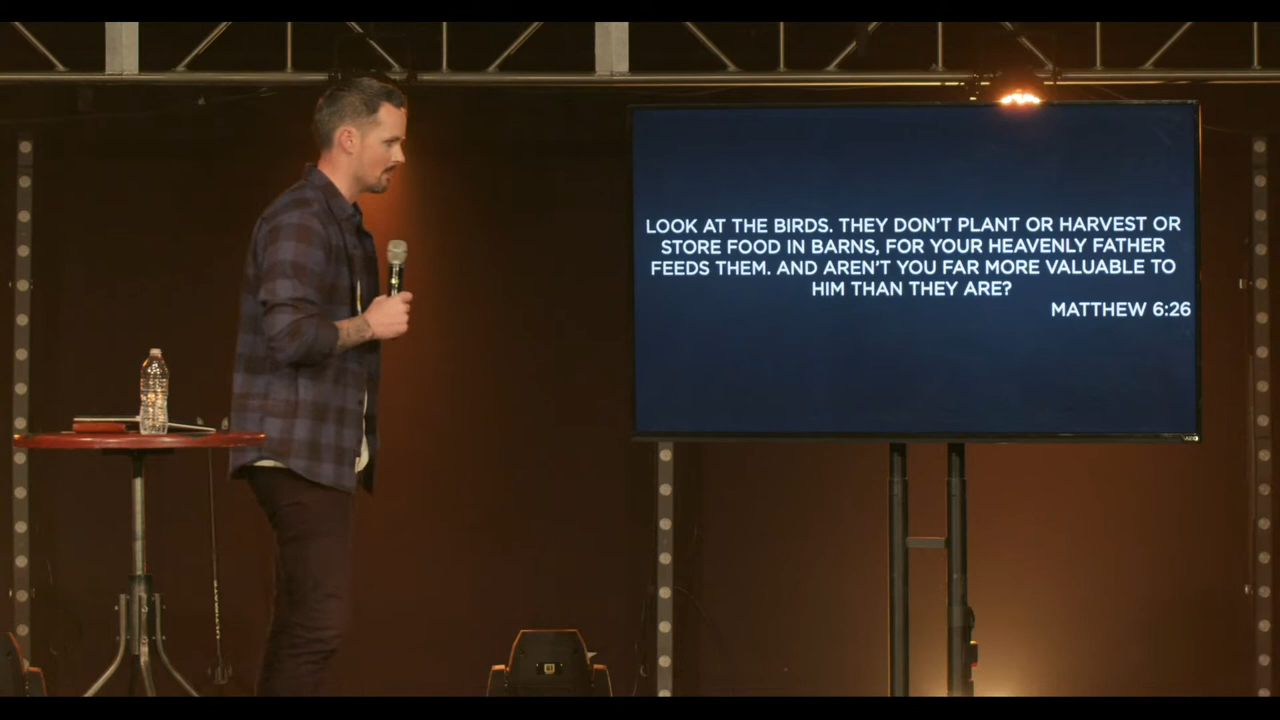 LOOK AT THE BIRDS. THEY DON'T PLANT OR HARVEST OR
STORE FOOD IN BARNS, FOR YOUR HEAVENLY FATHER
FEEDS THEM. AND AREN'T YOU FAR MORE VALUABLE TO
HIM THAN THEY ARE?
MATTHEW 6:26